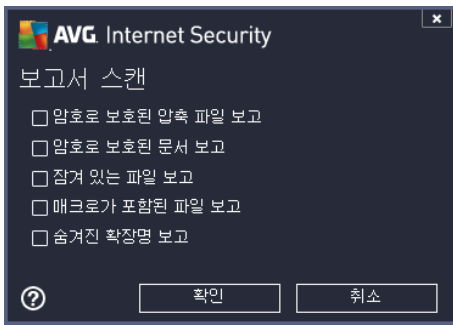 AVG. Internet Security
보고서 스캔
암호로 보호된 압축 파일 보고
암호로 보호된 문서 보고
잠겨 있는 파일 보고
매크로가 포함된 파일 보고
숨겨진 확장명 보고
확인
취소